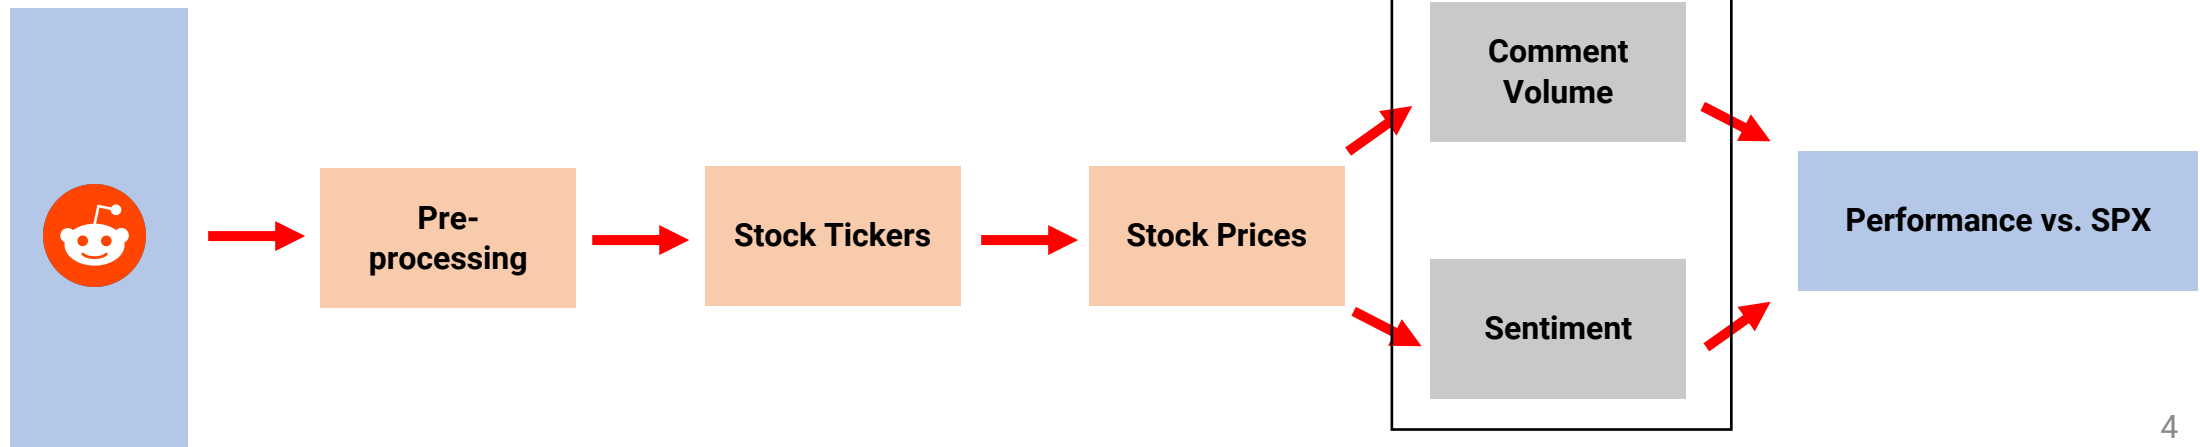 Pre-
processing
Stock Tickers
Stock Prices
Comment
Volume
Sentiment
Performance vs. SPX
4